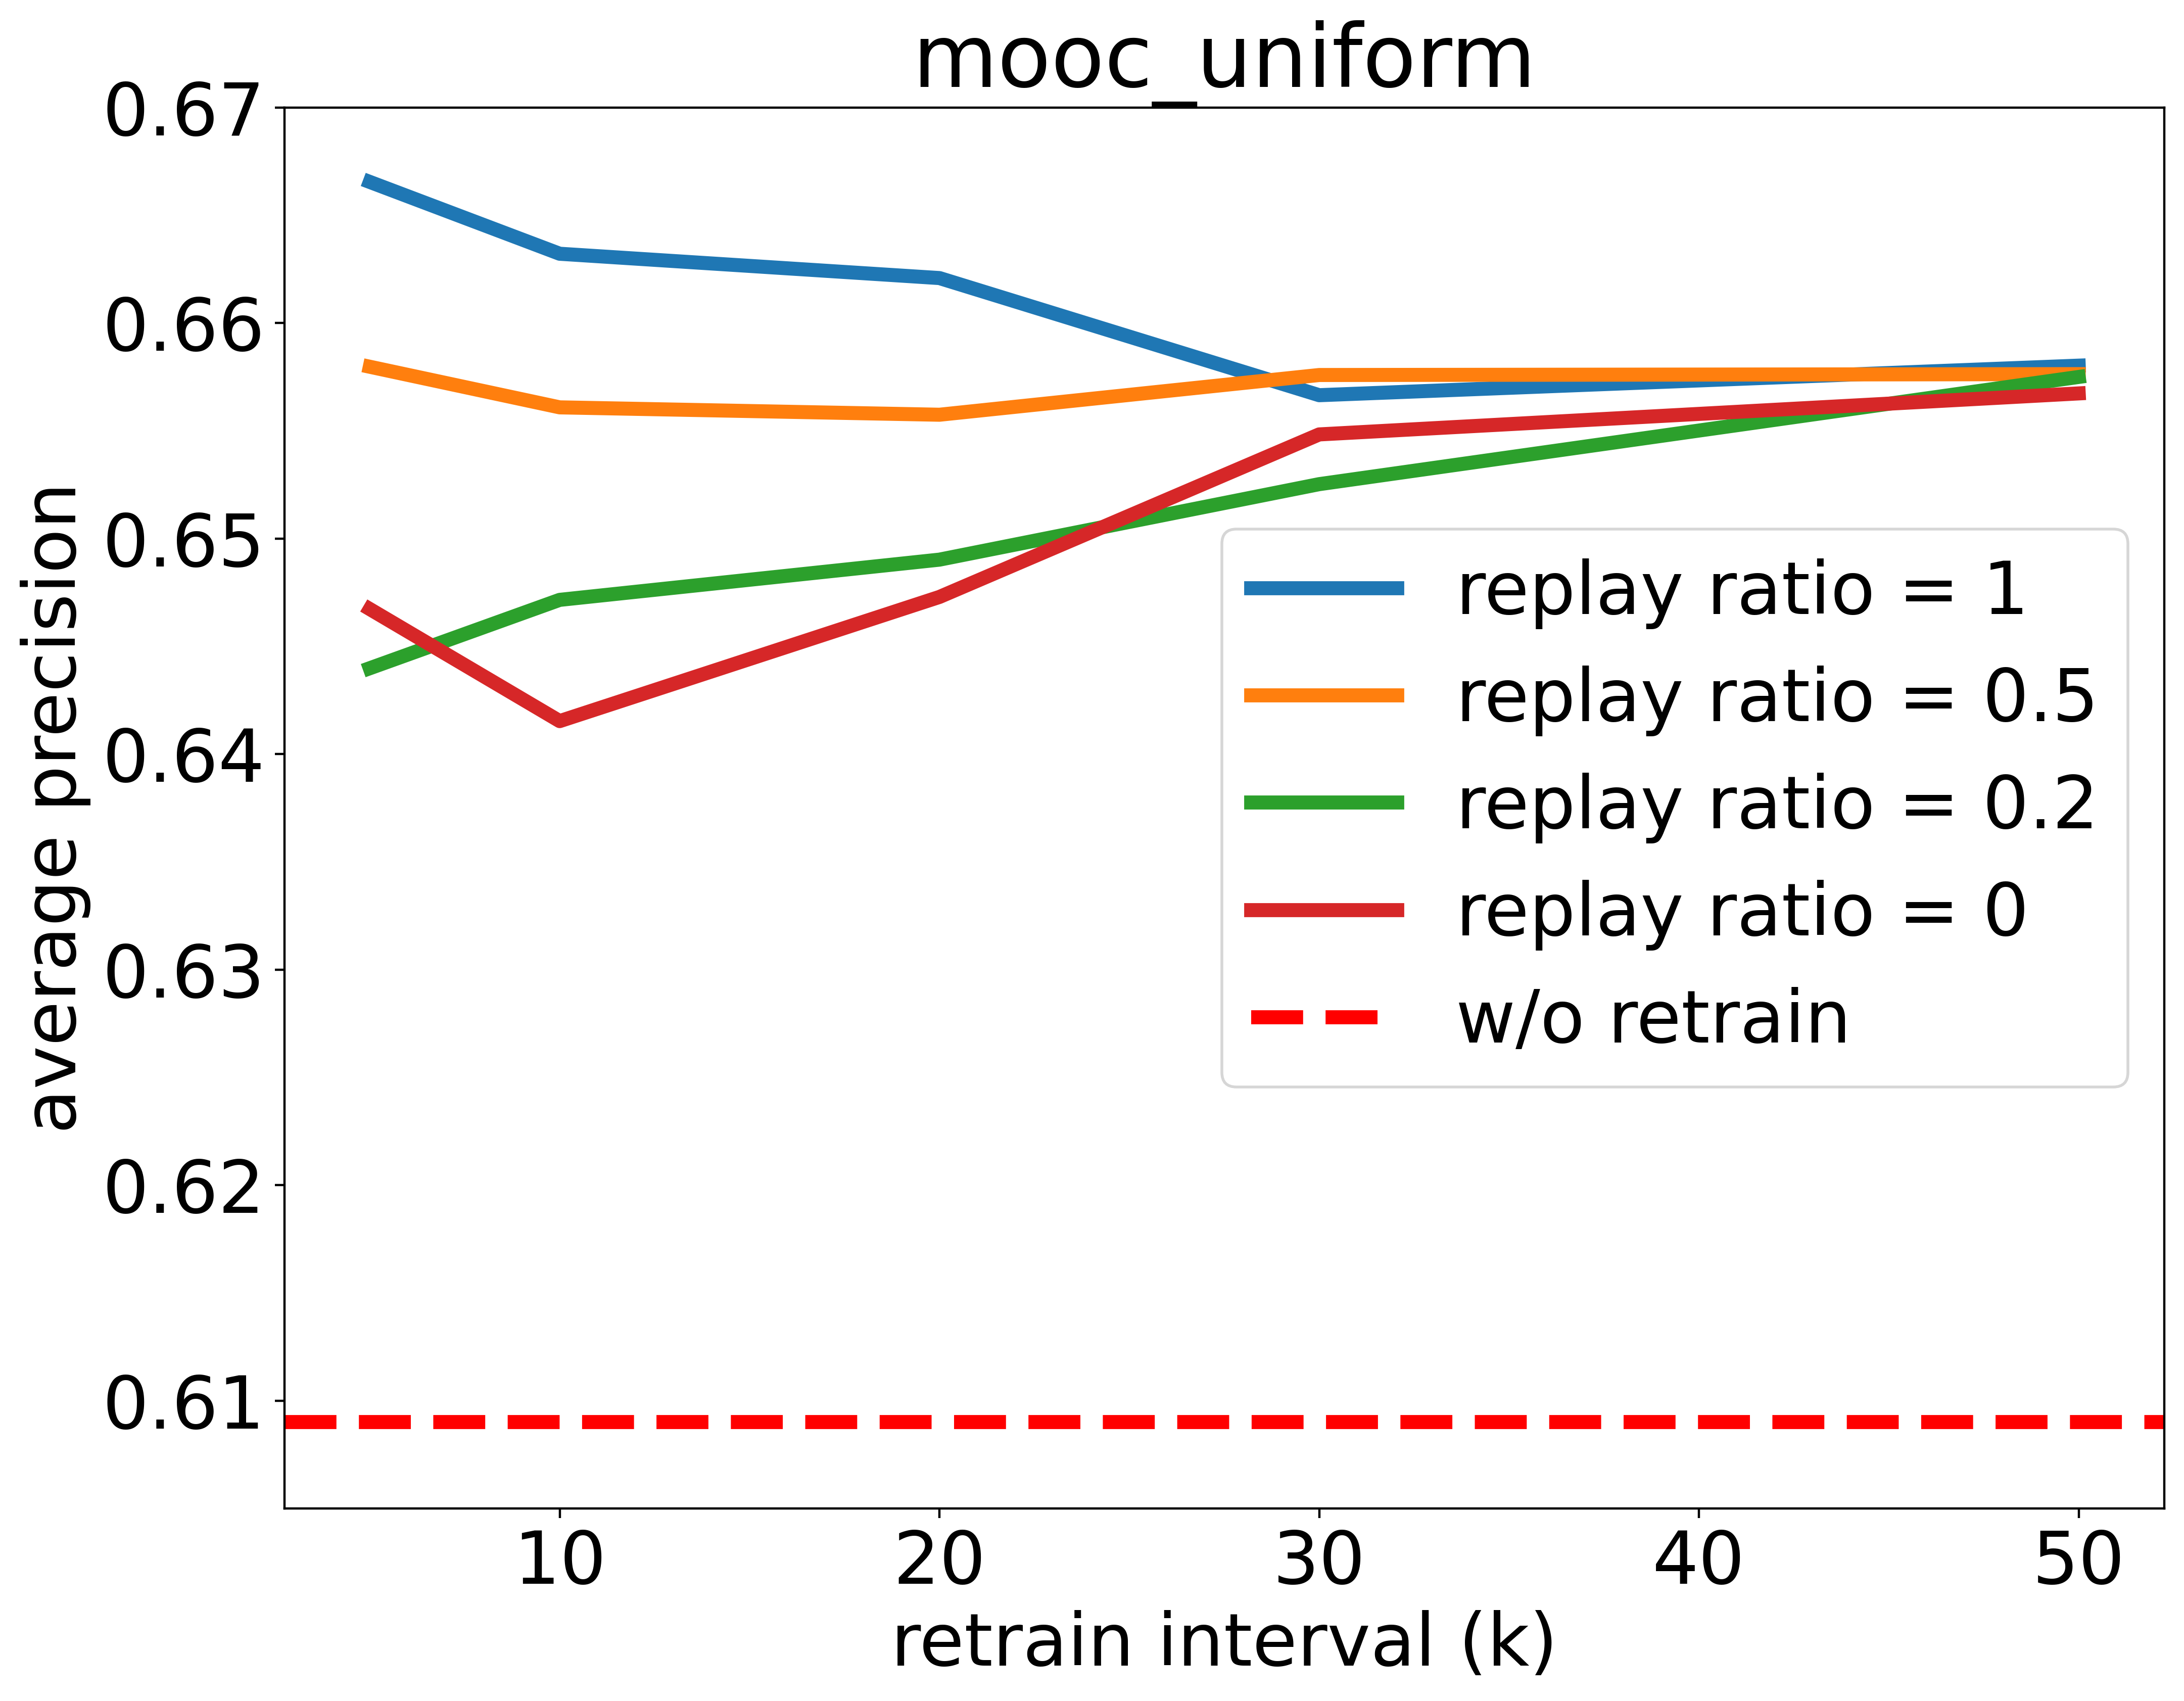 mooc_uniform
0.67
0.66
0.65
0.64
0.63
0.62
0.61
average precision
replay ratio = 1
replay ratio = 0.5
replay ratio = 0.2
replay ratio = 0
w/o retrain
10 20 30 40 50
retrain interval (k)